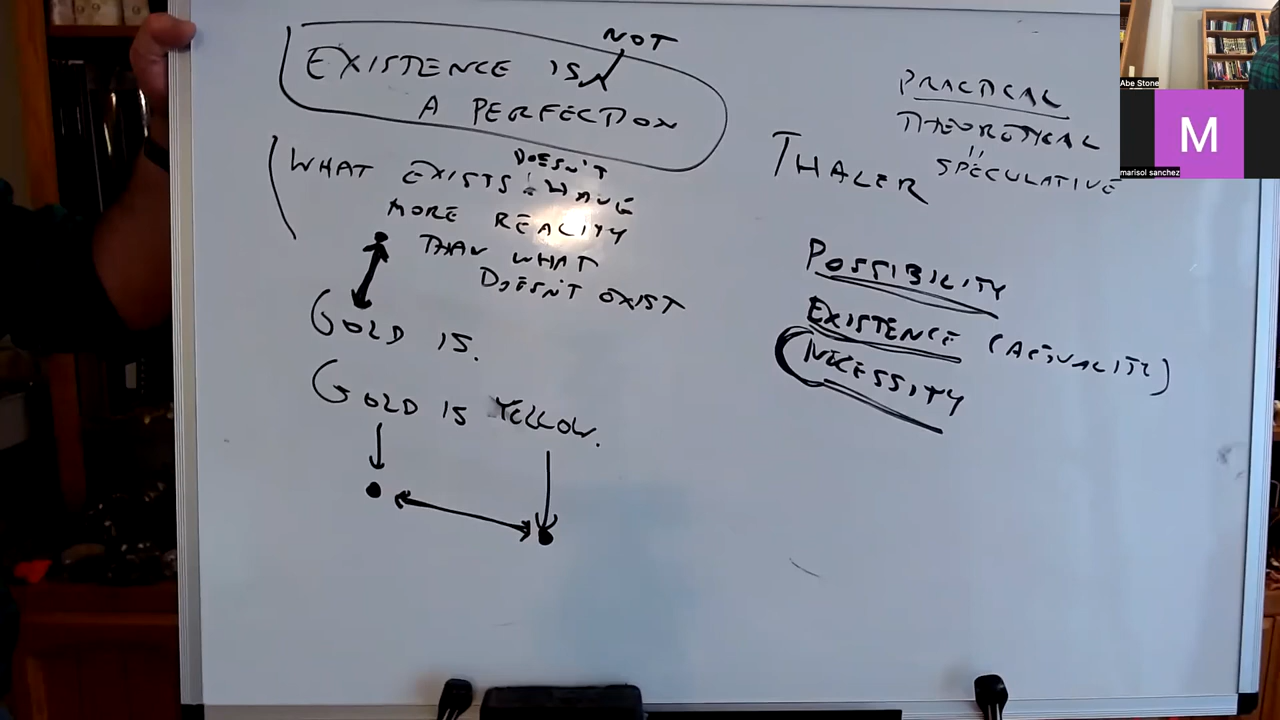 NOT
EXISTENCE IS
A PERFECTION
WHAT EXISTS DOESN'T HAVE
MORE REALITY
THAN WHAT
DOESN'T EXIST
GOLD IS.
GOLD IS YELLOW.
PRACTICAL
THEORETICAL
"
SPECULATIVE
THALER
POSSIBILITY
EXISTENCE (ACTUALITY)
NECESSITY
Abe Stone
M
marisol sanchez